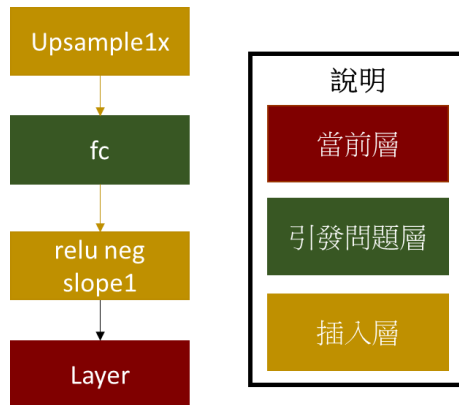 Upsample1x
fc
relu neg
slope1
Layer
說明
當前層
引發問題層
插入層